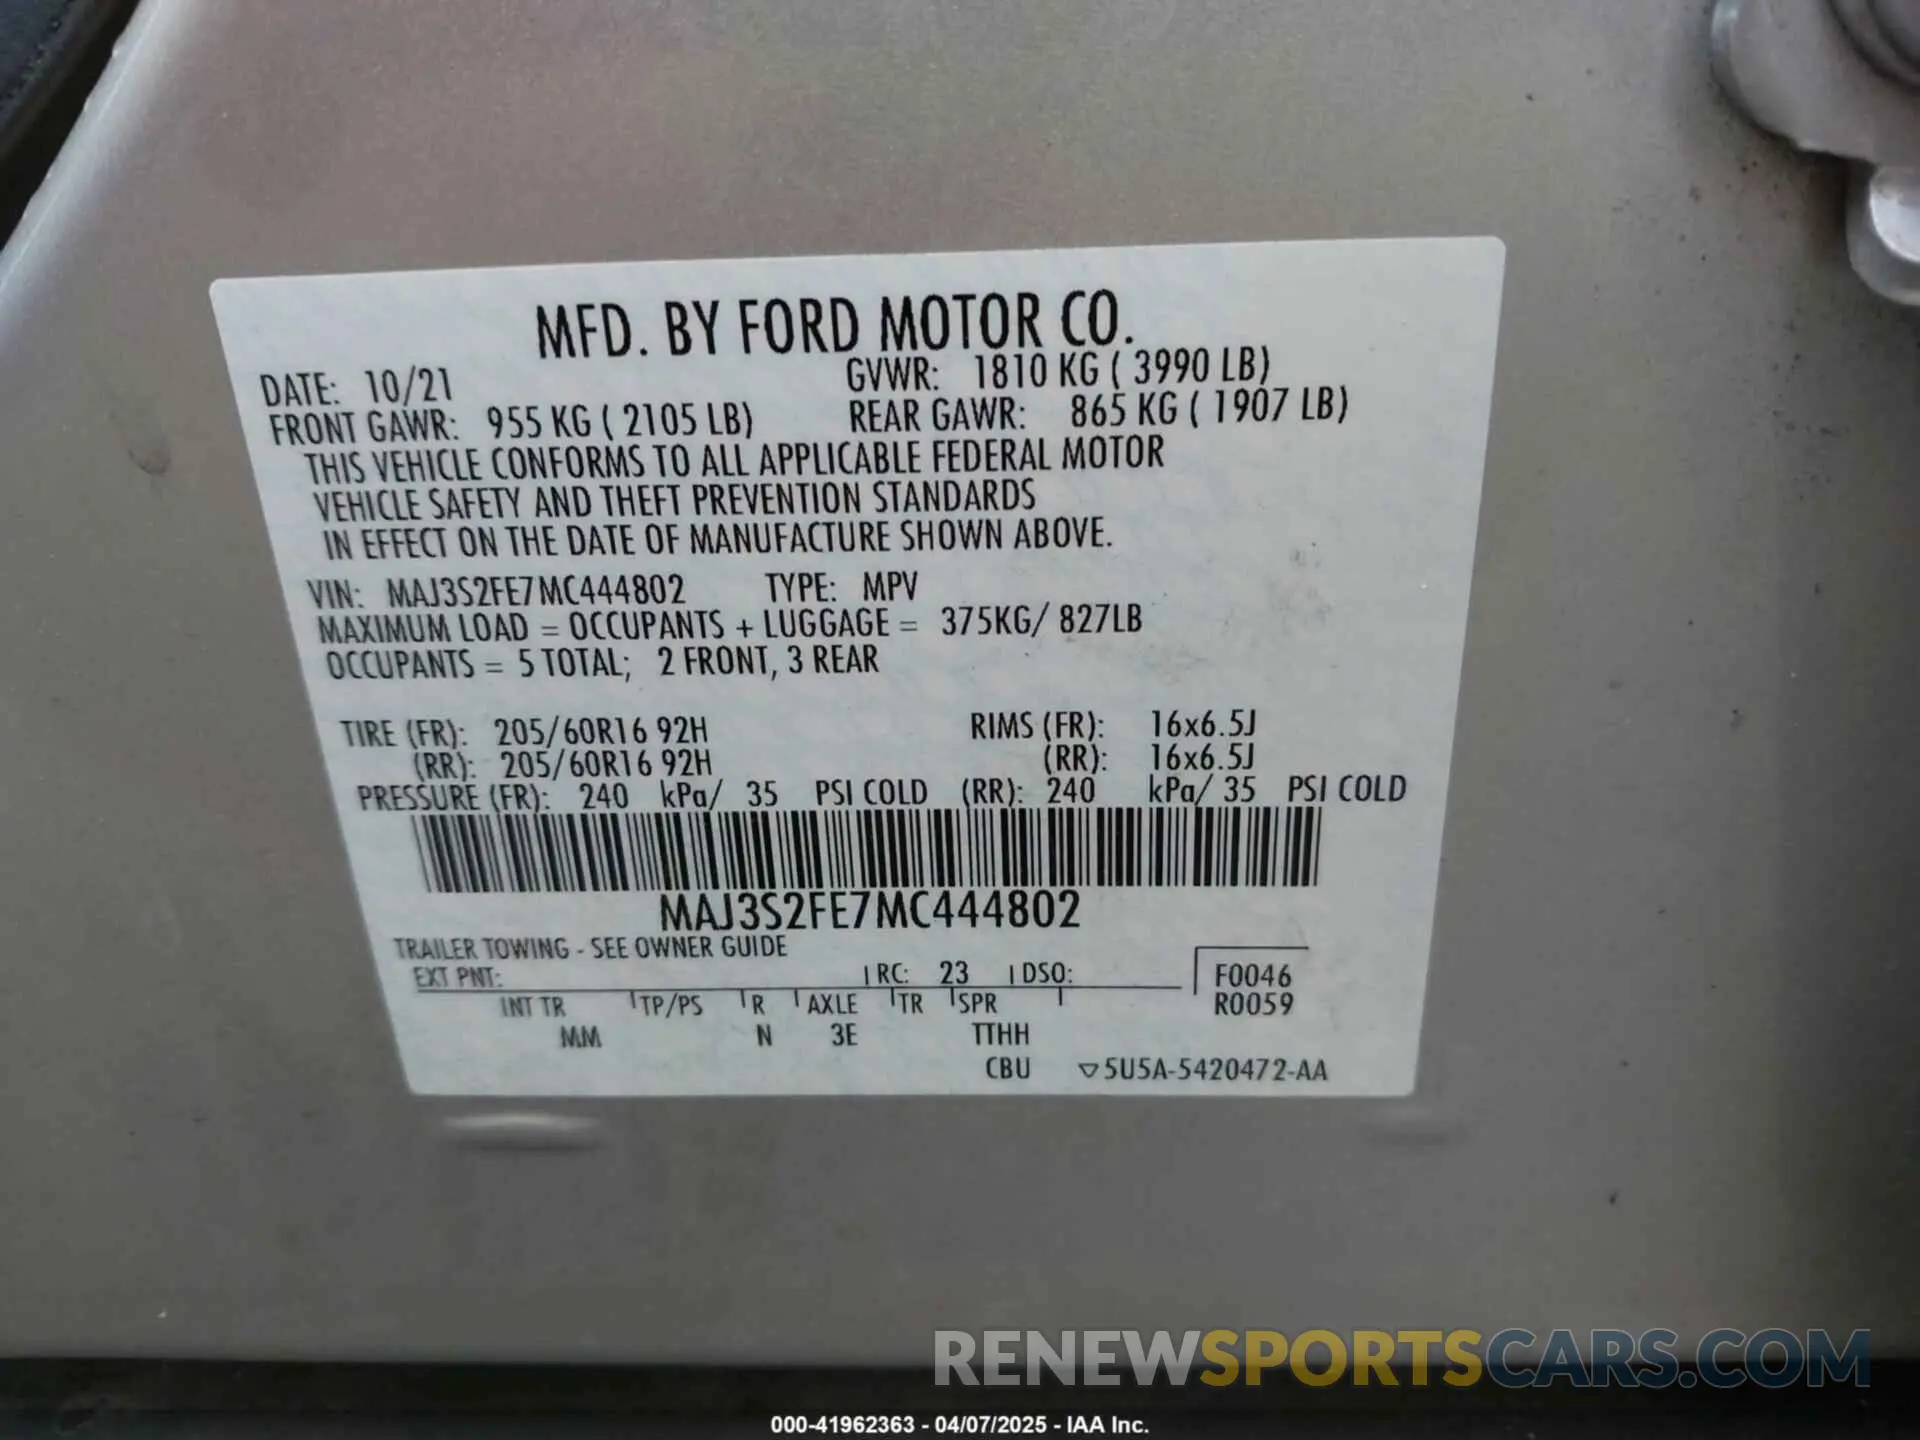 MFD. BY FORD MOTOR CO.
DATE: 10/21 GVWR: 1810 KG ( 3990 LB)
FRONT GAWR: 955 KG ( 2105 LB) REAR GAWR: 865 KG ( 1907 LB)
THIS VEHICLE CONFORMS TO ALL APPLICABLE FEDERAL MOTOR
VEHICLE SAFETY AND THEFT PREVENTION STANDARDS
IN EFFECT ON THE DATE OF MANUFACTURE SHOWN ABOVE.
VIN: MAJ3S2FE7MC444802 TYPE: MPV
MAXIMUM LOAD = OCCUPANTS + LUGGAGE = 375KG/ 827LB
OCCUPANTS = 5 TOTAL; 2 FRONT, 3 REAR
TIRE (FR): 205/60R16 92H RIMS (FR): 16x6.5J
(RR): 205/60R16 92H (RR): 16x6.5J
PRESSURE (FR): 240 kPa/ 35 PSI COLD (RR): 240 kPa/ 35 PSI COLD
MAJ3S2FE7MC444802
TRAILER TOWING - SEE OWNER GUIDE
EXT PNT: RC: 23 DSO: F0046
INT TR TP/PS R AXLE TR SPR R0059
MM N 3E TTHH
CBU ▽5U5A-5420472-AA
RENEWSPORTSCARS.COM
000-41962363 - 04/07/2025 - IAA Inc.